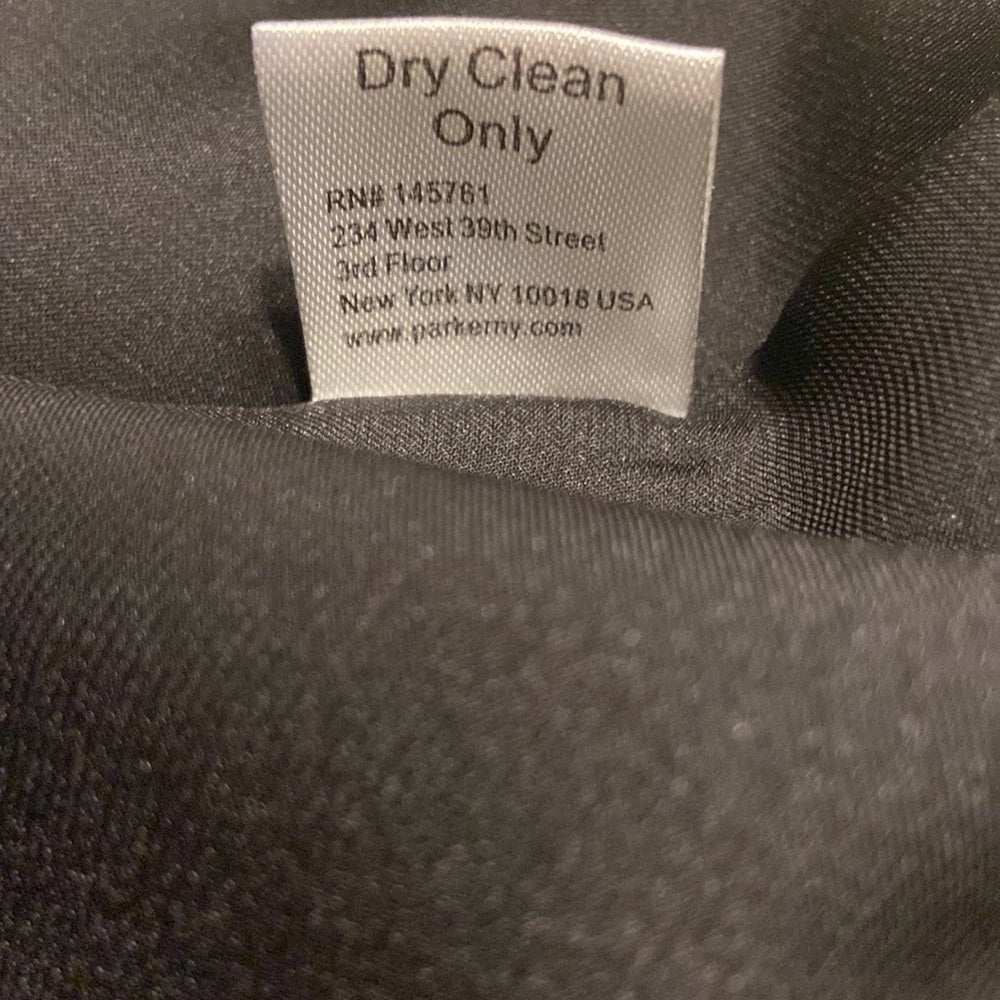 Dry Clean
Only
RN# 145761
234 West 39th Street
3rd Floor
New York NY 10018 USA
www.parkerny.com